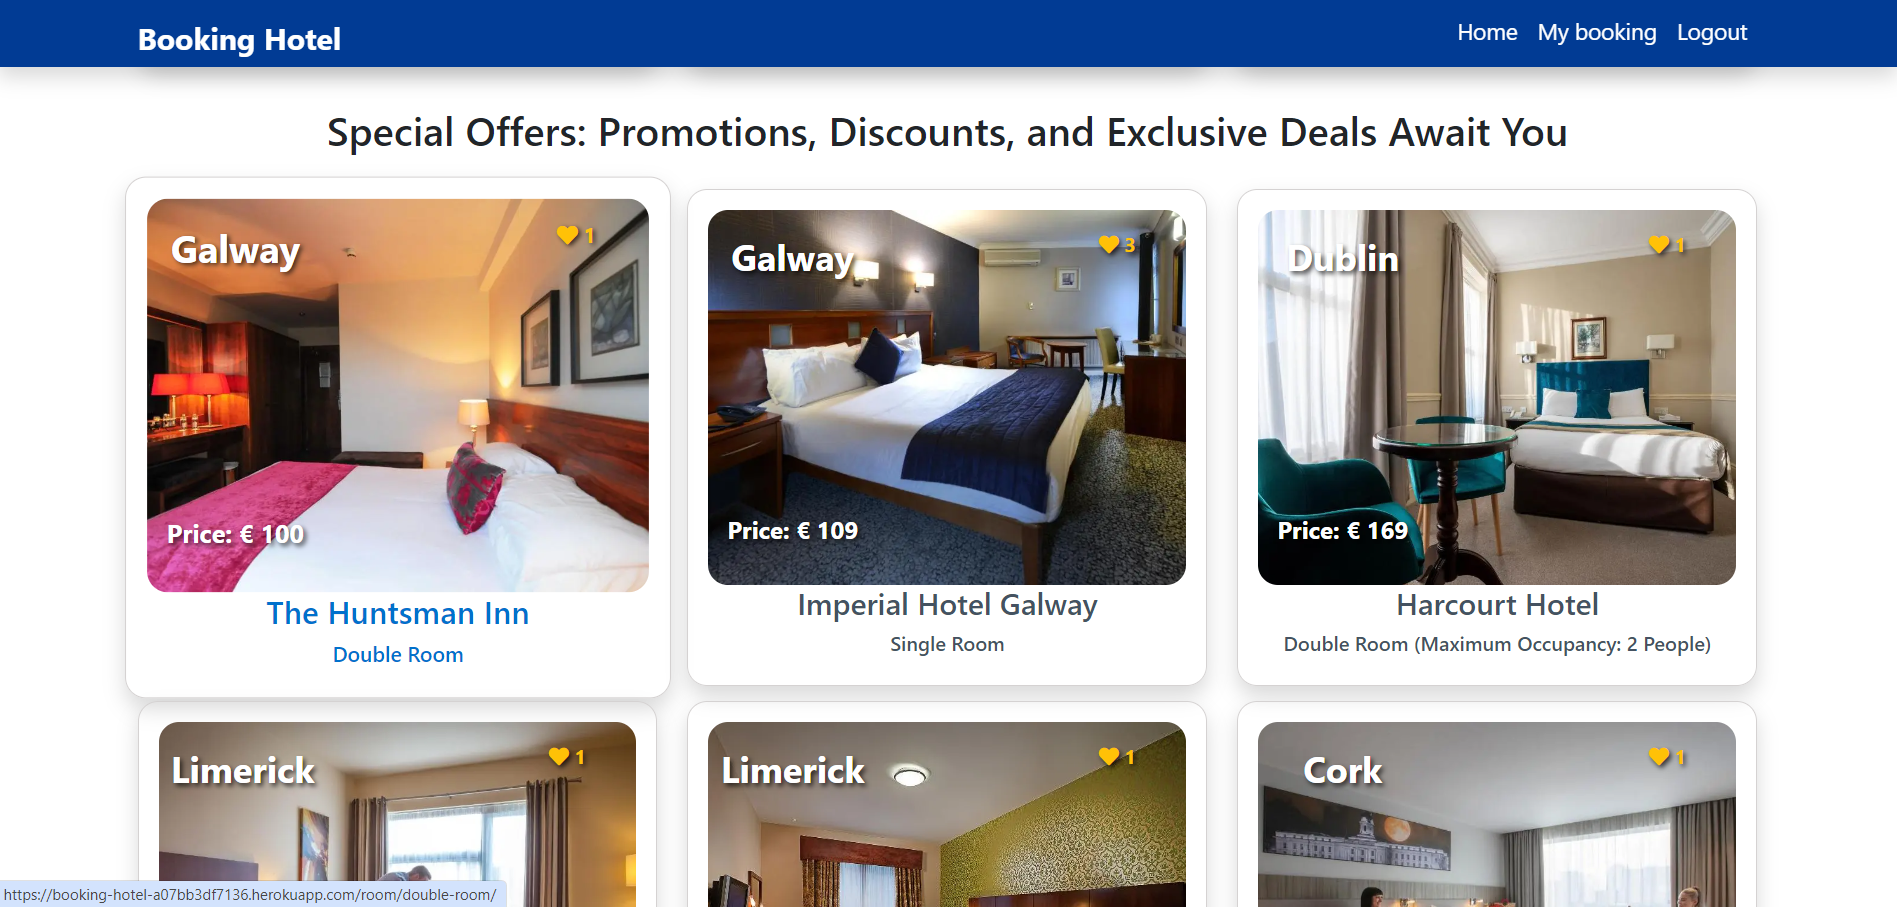 Booking Hotel
Home My booking Logout
Special Offers: Promotions, Discounts, and Exclusive Deals Await You
Galway
1
Price: € 100
The Huntsman Inn
Double Room
Galway
3
Price: € 109
Imperial Hotel Galway
Single Room
Dublin
1
Price: € 169
Harcourt Hotel
Double Room (Maximum Occupancy: 2 People)
Limerick
1
Limerick
1
Cork
1
https://booking-hotel-a07bb3df7136.herokuapp.com/room/double-room/